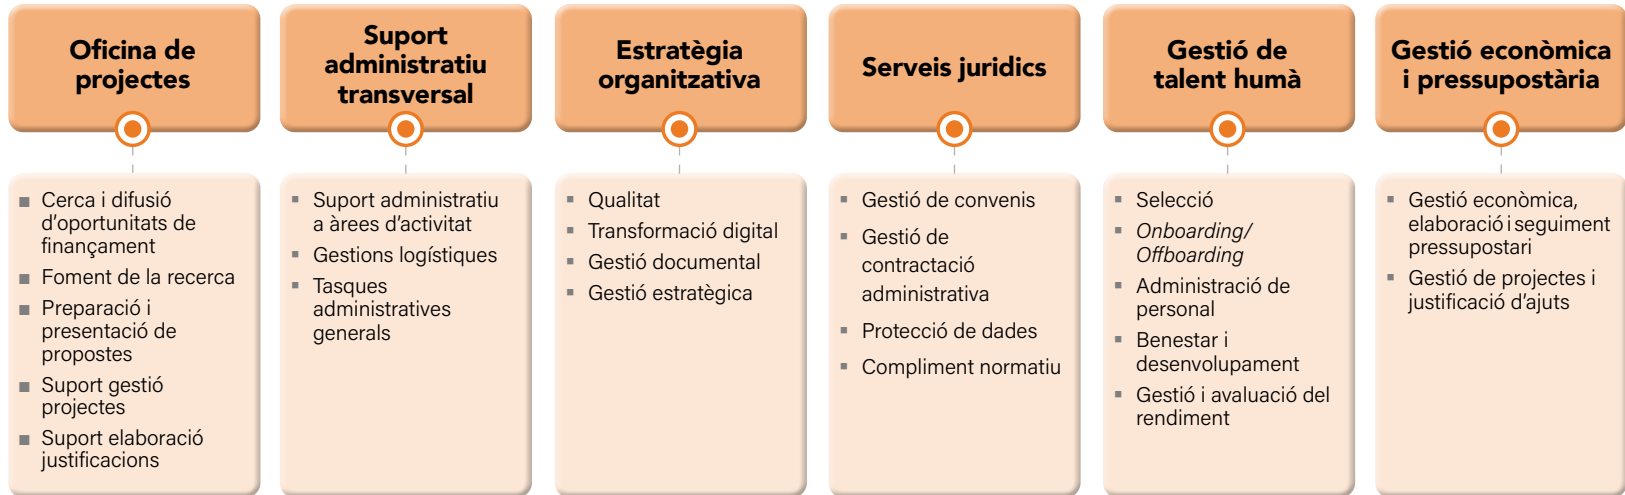 Oficina de
projectes
Cerca i difusió
d'oportunitats de
finançament
Foment de la recerca
Preparació i
presentació de
propostes
Suport gestió
projectes
Suport elaboració
justificacions
Suport
administratiu
transversal
Suport administratiu
a àrees d'activitat
Gestions logístiques
Tasques
administratives
generals
Estratègia
organitzativa
Qualitat
Transformació digital
Gestió documental
Gestió estratègica
Serveis juridics
Gestió de convenis
Gestió de
contractació
administrativa
Protecció de dades
Compliment normatiu
Gestió de
talent humà
Selecció
Onboarding/
Offboarding
Administració de
personal
Benestar i
desenvolupament
Gestió i avaluació del
rendiment
Gestió econòmica
i pressupostària
Gestió econòmica,
elaboració i seguiment
pressupostari
Gestió de projectes i
justificació d'ajuts